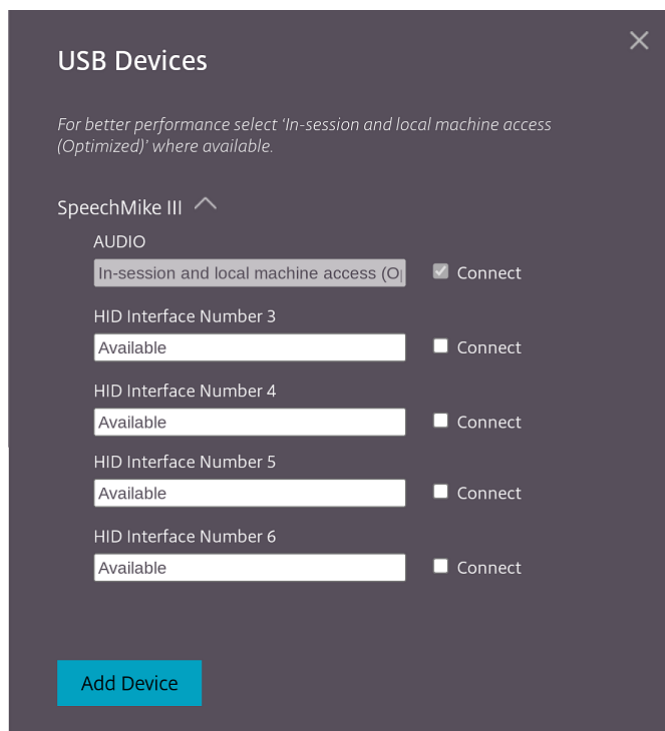 USB Devices
For better performance select 'In-session and local machine access
(Optimized)' where available.
SpeechMike III
AUDIO
In-session and local machine access (O
Connect
HID Interface Number 3
Available
Connect
HID Interface Number 4
Available
Connect
HID Interface Number 5
Available
Connect
HID Interface Number 6
Available
Connect
Add Device